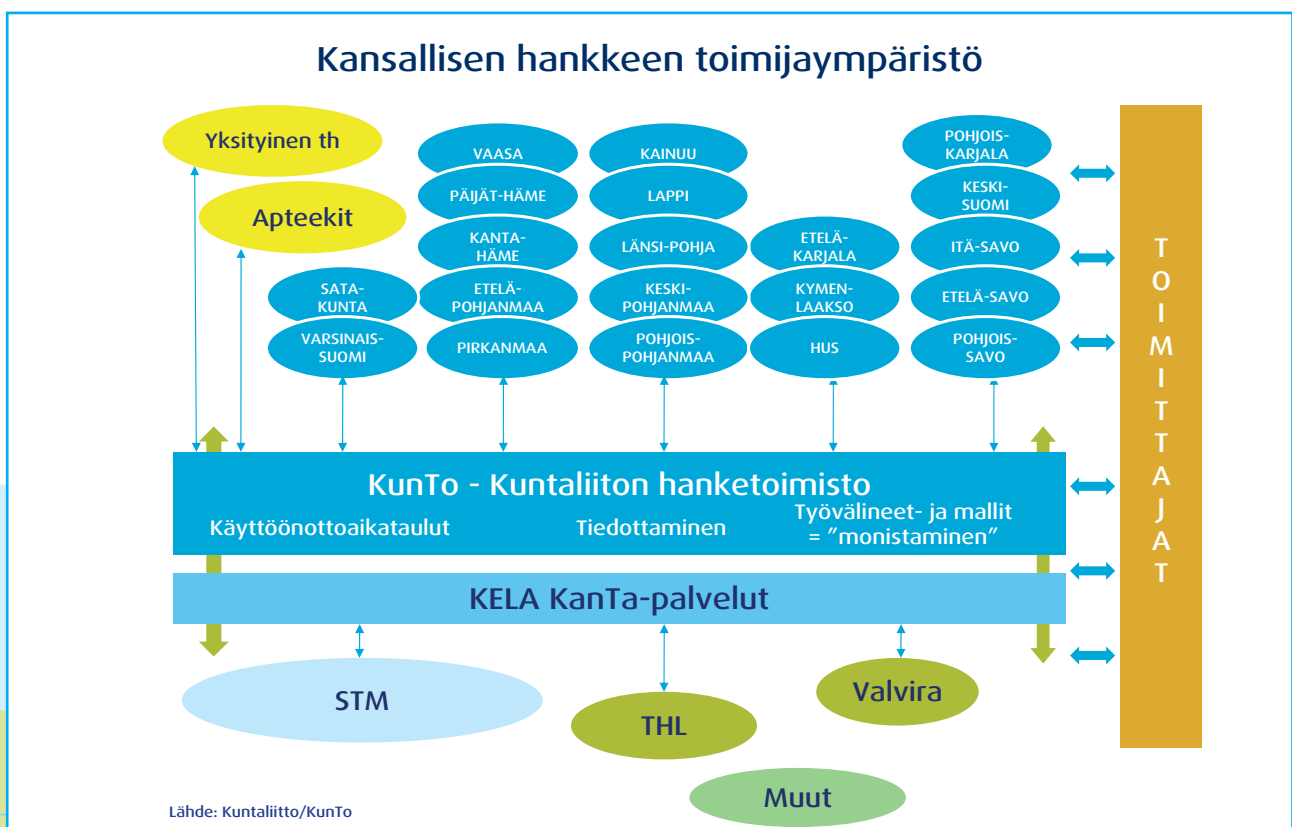 Kansallisen hankkeen toimijaympäristö
Yksityinen th
Apteekit
SATA-
KUNTA
VARSINAIS-
SUOMI
VAASA
PÄIJÄT-HÄME
KANTA-
HÄME
ETELÄ-
POHJANMAA
PIRKANMAA
KAINUU
LAPPI
LÄNSI-POHJA
KESKI-
POHJANMAA
POHJOIS-
POHJANMAA
ETELÄ-
KARJALA
KYMEN-
LAAKSO
HUS
POHJOIS-
KARJALA
KESKI-
SUOMI
ITÄ-SAVO
ETELÄ-SAVO
POHJOIS-
SAVO
T
O
I
M
I
T
T
A
J
A
T
KunTo - Kuntaliiton hanketoimisto
Käyttöönottoaikataulut
Tiedottaminen
Työvälineet- ja mallit
= ”monistaminen”
KELA KanTa-palvelut
STM
THL
Valvira
Muut
Lähde: Kuntaliitto/KunTo